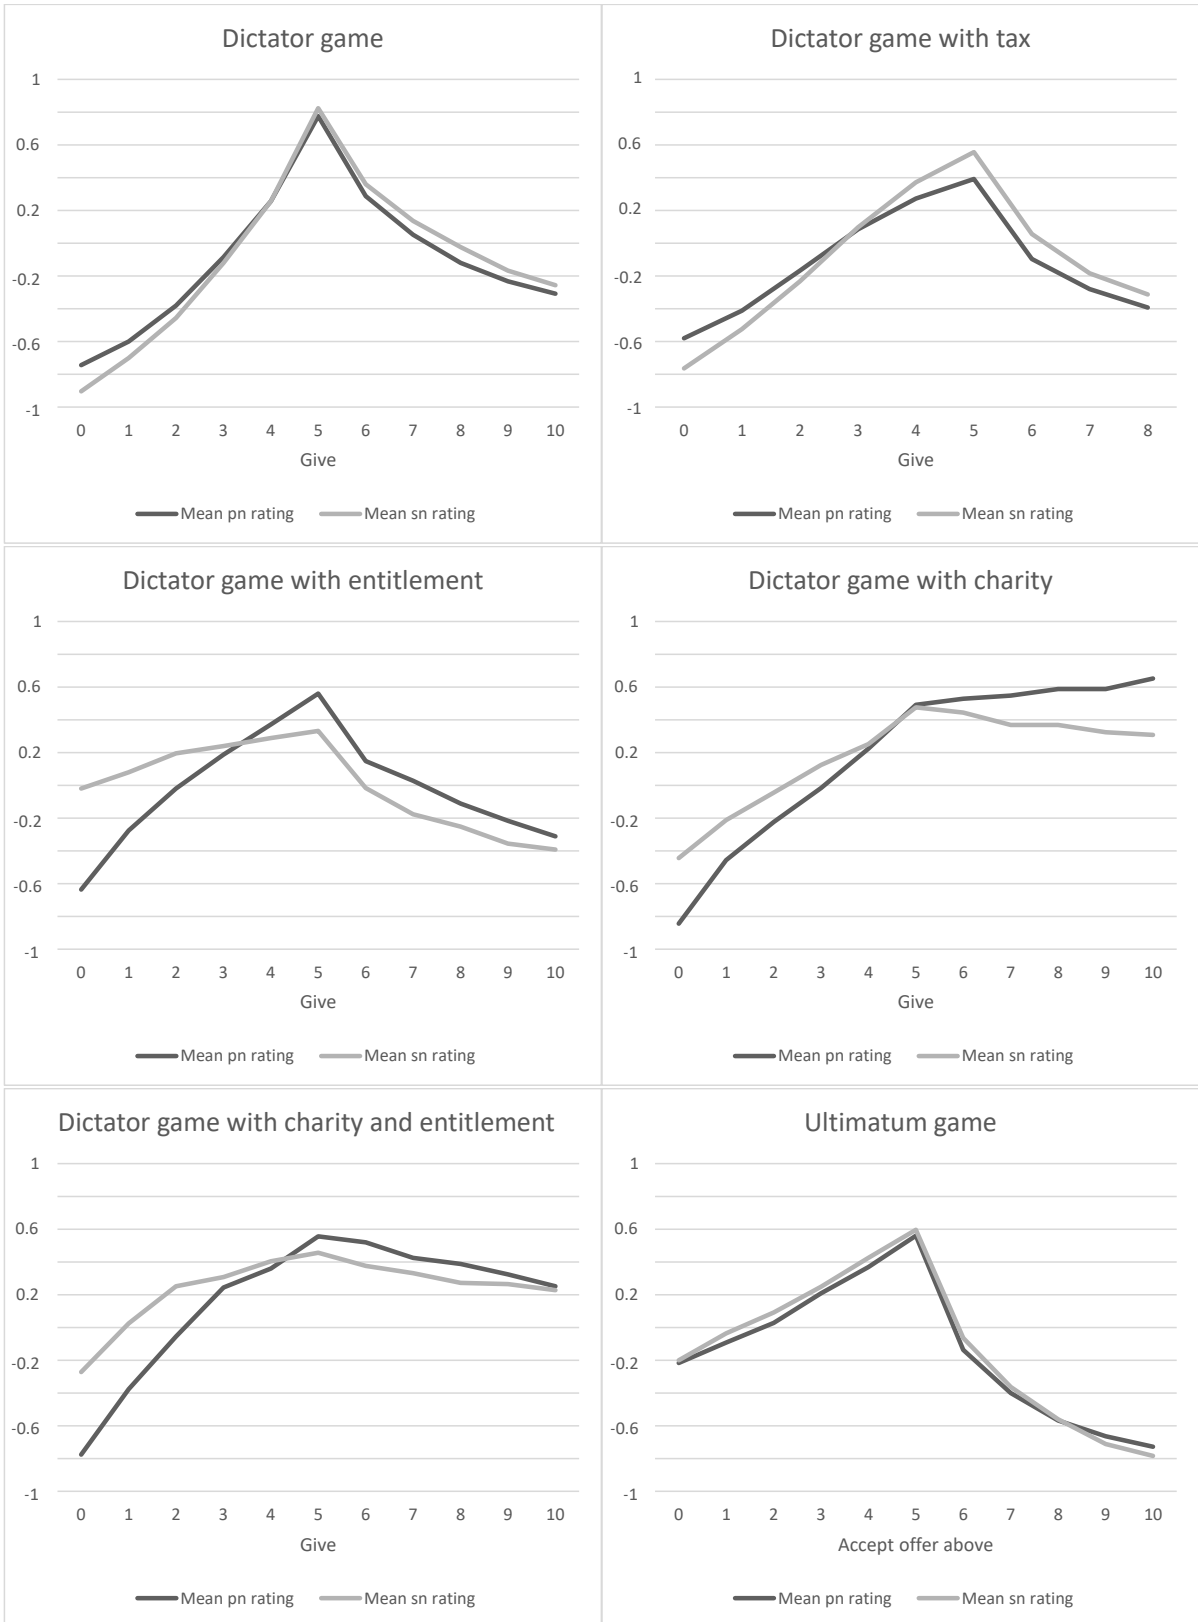 Dictator game
1
0.6
0.2
-0.2
-0.6
-1
0 1 2 3 4 5 6 7 8 9 10
Give
Mean pn rating Mean sn rating
Dictator game with tax
1
0.6
0.2
-0.2
-0.6
-1
0 1 2 3 4 5 6 7 8
Give
Mean pn rating Mean sn rating
Dictator game with entitlement
1
0.6
0.2
-0.2
-0.6
-1
0 1 2 3 4 5 6 7 8 9 10
Give
Mean pn rating Mean sn rating
Dictator game with charity
1
0.6
0.2
-0.2
-0.6
-1
0 1 2 3 4 5 6 7 8 9 10
Give
Mean pn rating Mean sn rating
Dictator game with charity and entitlement
1
0.6
0.2
-0.2
-0.6
-1
0 1 2 3 4 5 6 7 8 9 10
Give
Mean pn rating Mean sn rating
Ultimatum game
1
0.6
0.2
-0.2
-0.6
-1
0 1 2 3 4 5 6 7 8 9 10
Accept offer above
Mean pn rating Mean sn rating